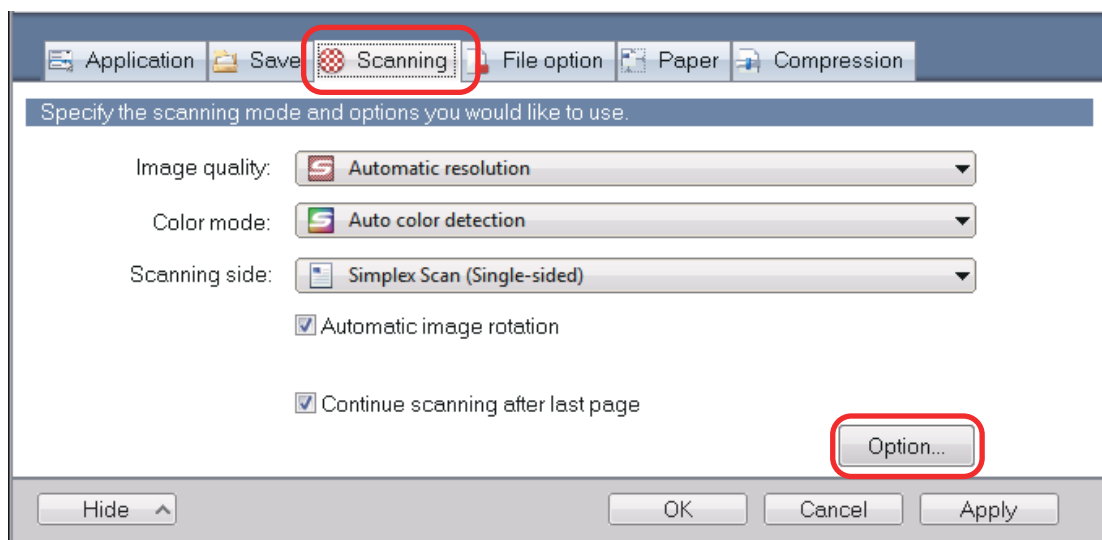 Application Save Scanning File option Paper Compression
Specify the scanning mode and options you would like to use.
Image quality: Automatic resolution
Color mode: Auto color detection
Scanning side: Simplex Scan (Single-sided)
Automatic image rotation
Continue scanning after last page
Option...
Hide OK Cancel Apply